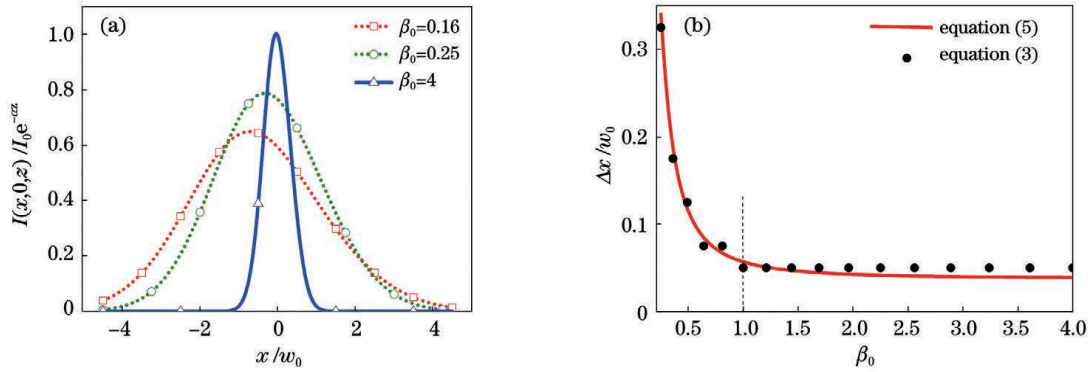 (a)
β₀=0.16
β₀=0.25
β₀=4
I(x,0,z)/I₀e⁻ᵅᶻ
1.0
0.8
0.6
0.4
0.2
0
−4
−2
0
2
4
x/w₀
(b)
equation (5)
equation (3)
Δx/w₀
0.3
0.2
0.1
0
0.5
1.0
1.5
2.0
2.5
3.0
3.5
4.0
β₀